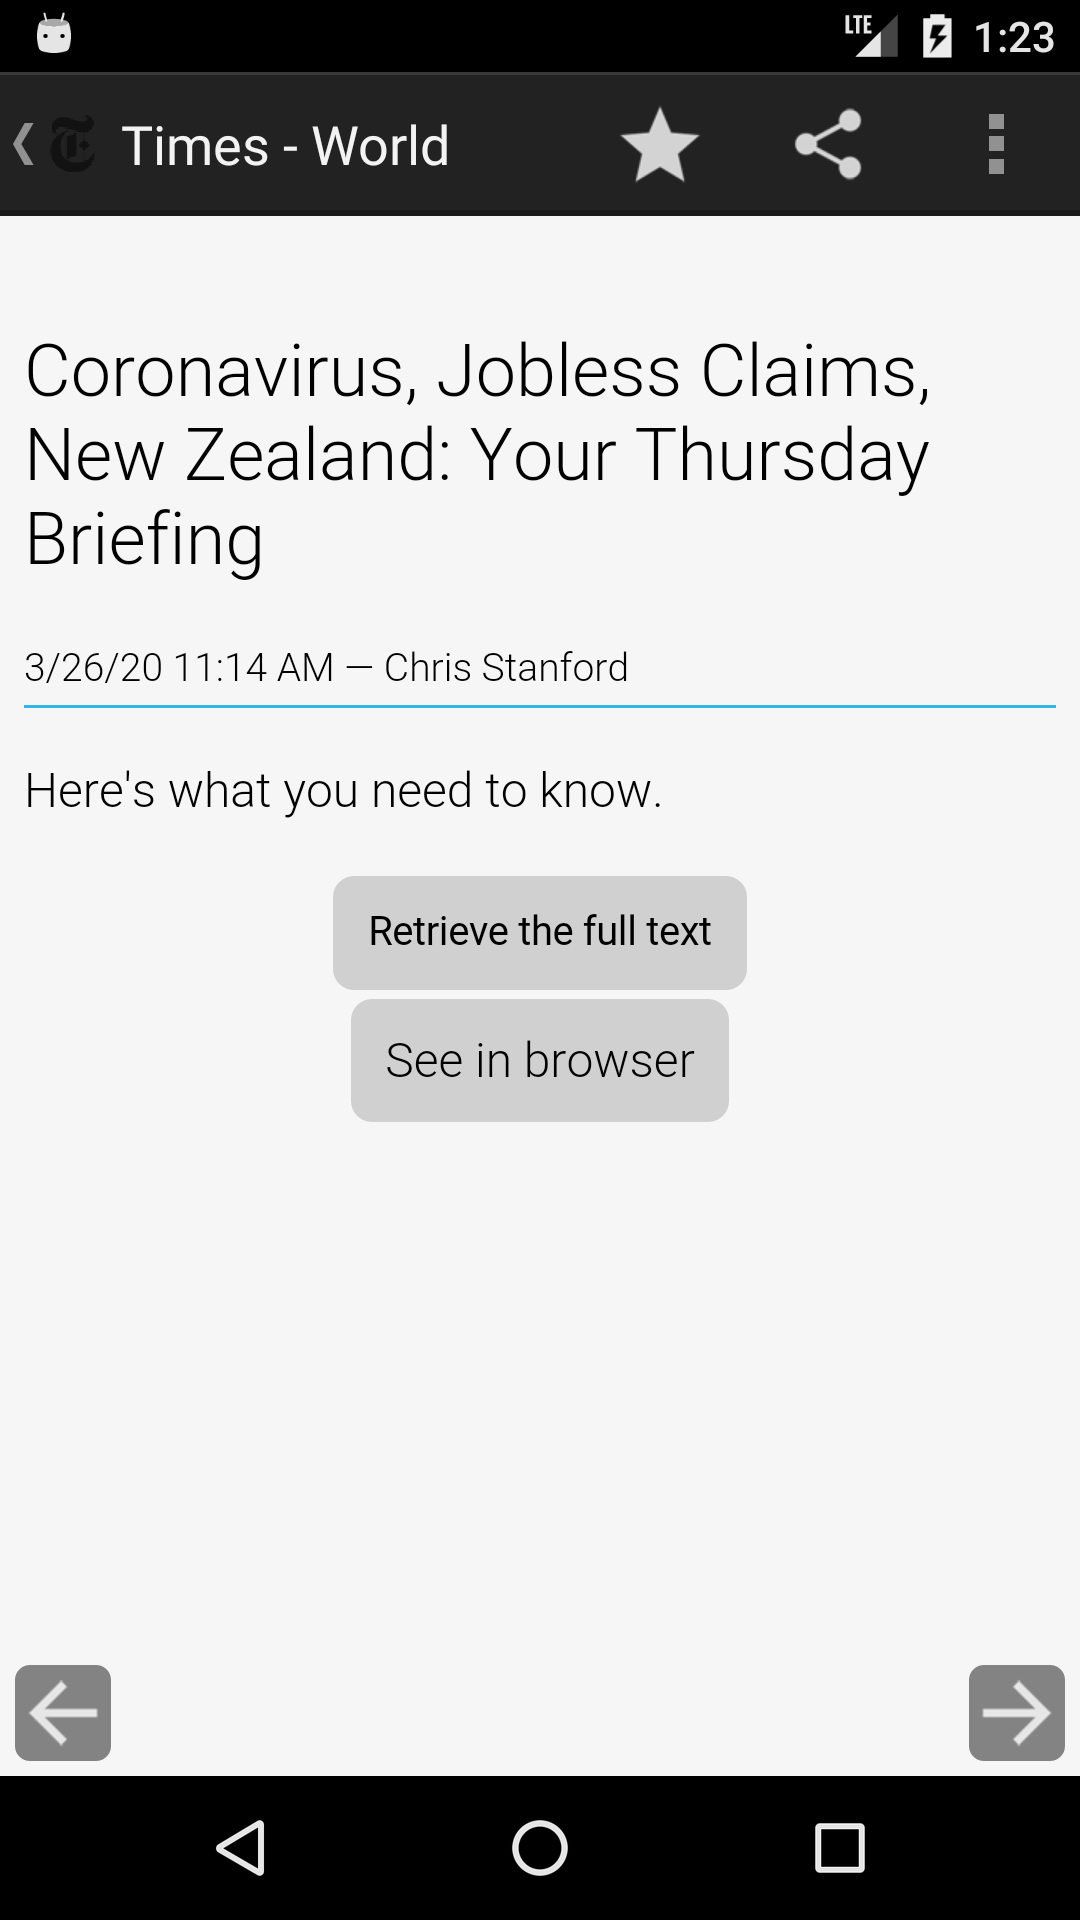 LTE 1:23
Times - World
Coronavirus, Jobless Claims,
New Zealand: Your Thursday
Briefing
3/26/20 11:14 AM — Chris Stanford
Here's what you need to know.
Retrieve the full text
See in browser